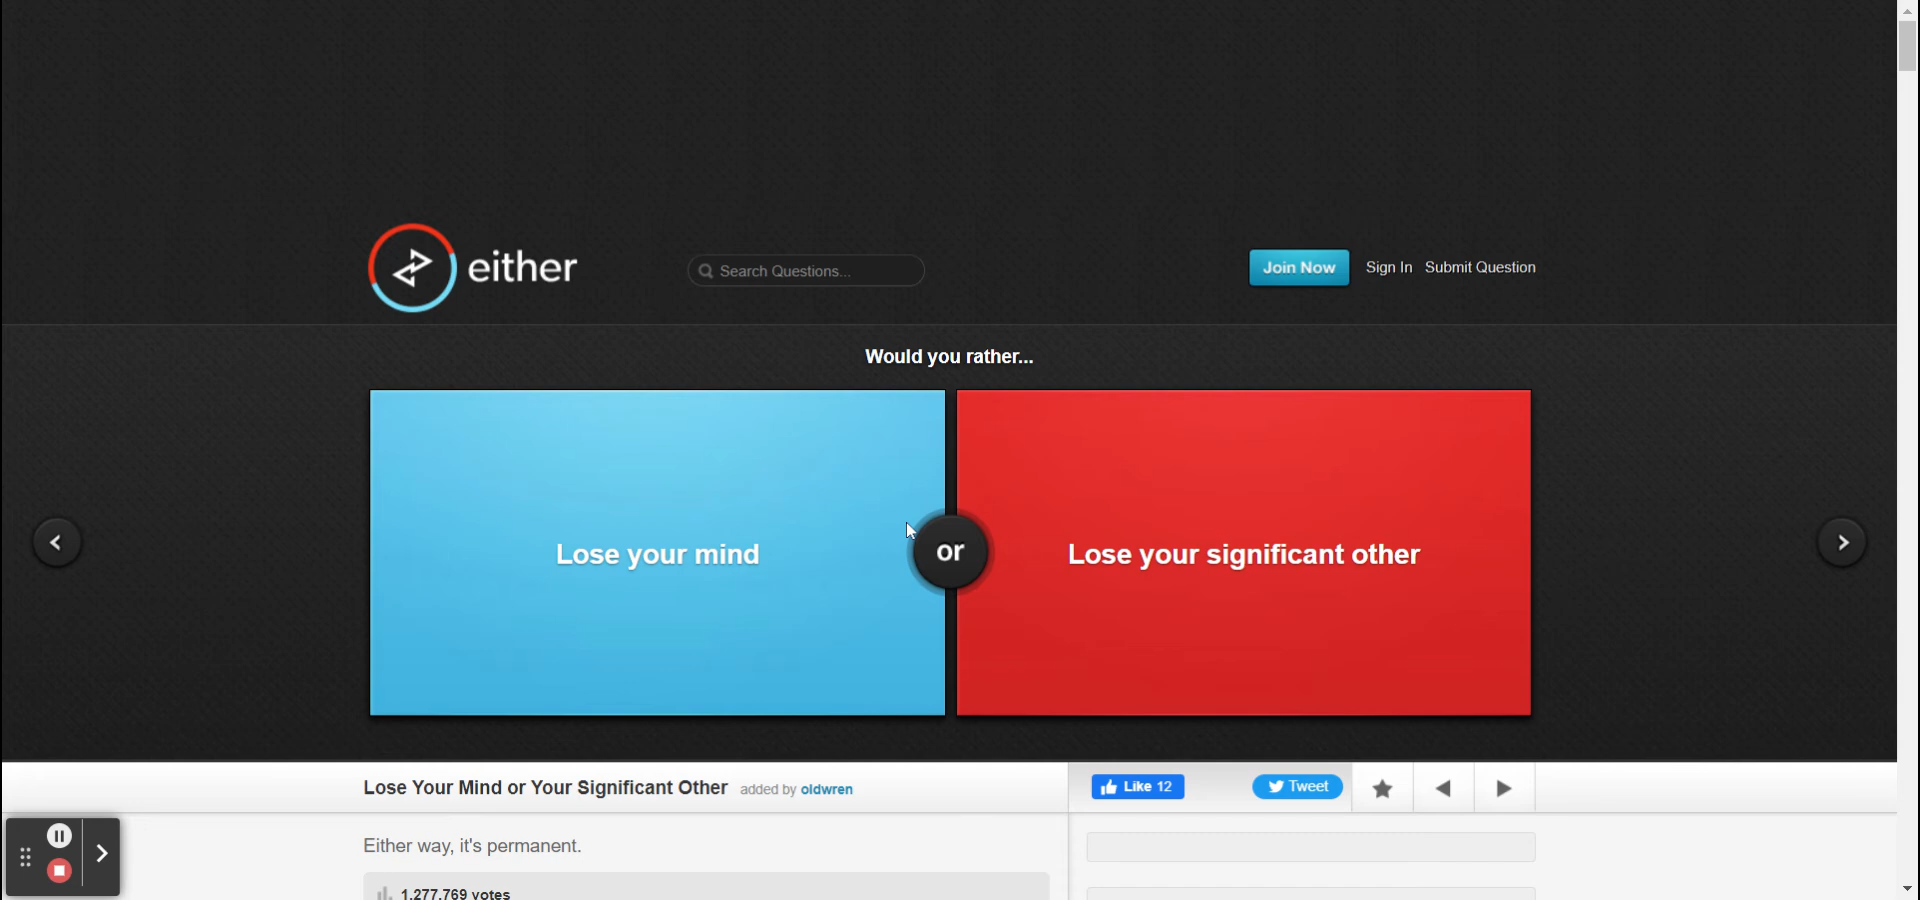 either
Search Questions...
Join Now Sign In Submit Question
Would you rather...
Lose your mind
or
Lose your significant other
Lose Your Mind or Your Significant Other added by oldwren
Like 12
Tweet
Either way, it's permanent.
1,277,769 votes